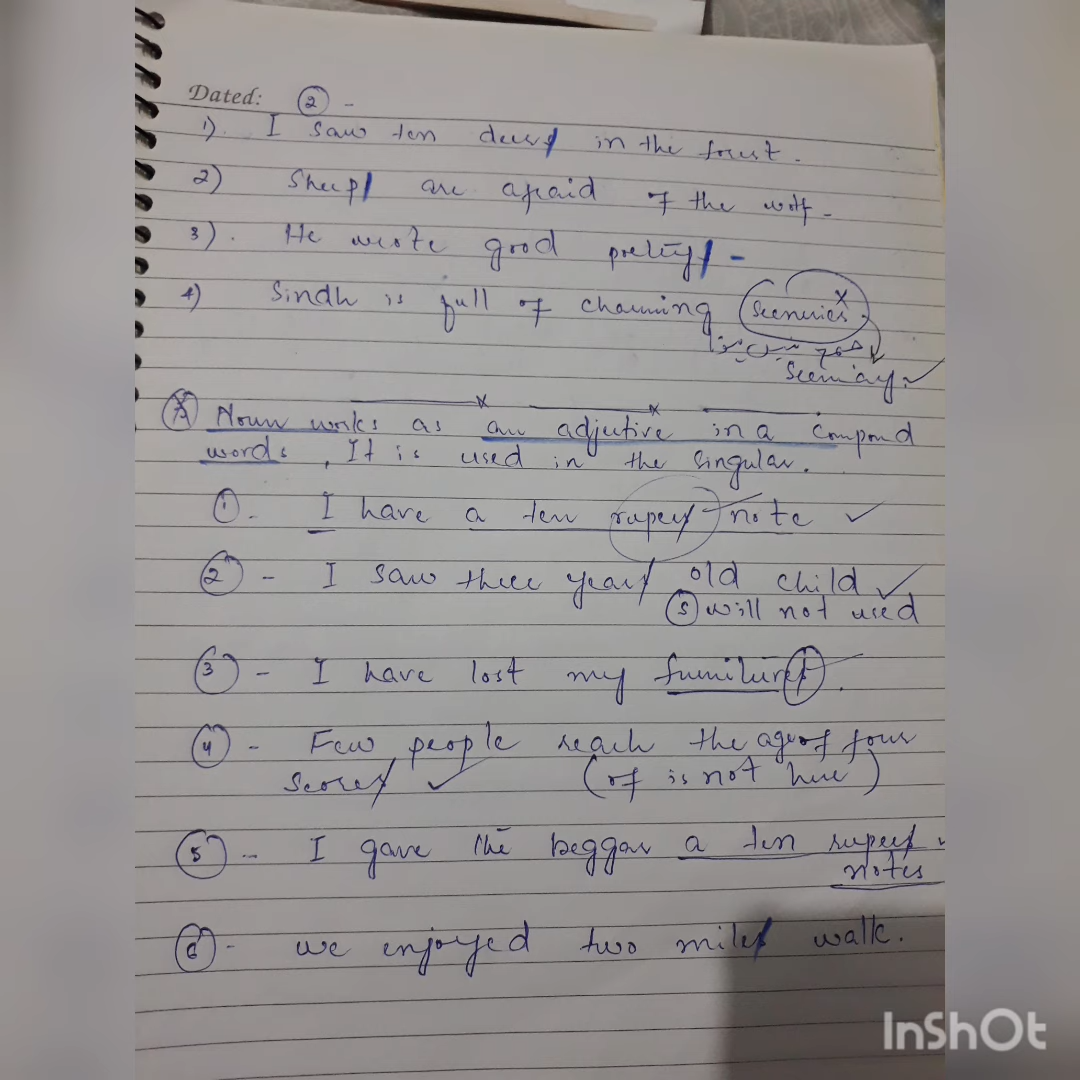 Dated: ② -
1). I saw ten deers in the forest.
2) Sheeps are afraid of the wolf -
3). He wrote good poetrys -
4) Sindh is full of charming Sceneries x
جمع نہیں ہوتا
Scenery ✓
Noun works as an adjective in a compound
words, It is used in the singular.
①. I have a ten rupees note ✓
② - I saw three years old child ✓
Ⓢ will not used
③ - I have lost my furnitures.
④ - Few people reach the age of four
scores ✓ (of is not here)
⑤ - I gave the beggar a ten rupees
notes
⑥ - we enjoyed two miles walk.
InShOt